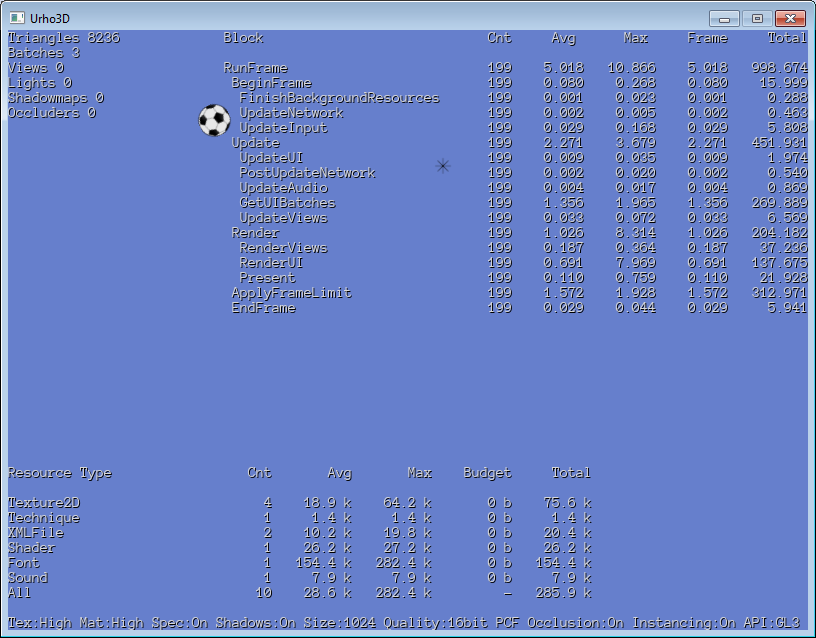 Urho3D
Triangles 8236 Block Cnt Avg Max Frame Total
Batches 3
Views 0 RunFrame 199 5.018 10.866 5.018 998.674
Lights 0 BeginFrame 199 0.080 0.268 0.080 15.999
Shadowmaps 0 FinishBackgroundResources 199 0.001 0.023 0.001 0.288
Occluders 0 UpdateNetwork 199 0.002 0.005 0.002 0.463
UpdateInput 199 0.029 0.168 0.029 5.808
Update 199 2.271 3.679 2.271 451.931
UpdateUI 199 0.009 0.035 0.009 1.974
PostUpdateNetwork 199 0.002 0.020 0.002 0.540
UpdateAudio 199 0.004 0.017 0.004 0.869
GetUIBatches 199 1.356 1.965 1.356 269.889
UpdateViews 199 0.033 0.072 0.033 6.569
Render 199 1.026 8.314 1.026 204.182
RenderViews 199 0.187 0.364 0.187 37.236
RenderUI 199 0.691 7.969 0.691 137.675
Present 199 0.110 0.759 0.110 21.928
ApplyFrameLimit 199 1.572 1.928 1.572 312.971
EndFrame 199 0.029 0.044 0.029 5.941
Resource Type Cnt Avg Max Budget Total
Texture2D 4 18.9 k 64.2 k 0 b 75.6 k
Technique 1 1.4 k 1.4 k 0 b 1.4 k
XMLFile 2 10.2 k 19.8 k 0 b 20.4 k
Shader 1 26.2 k 27.2 k 0 b 26.2 k
Font 1 154.4 k 282.4 k 0 b 154.4 k
Sound 1 7.9 k 7.9 k 0 b 7.9 k
All 10 28.6 k 282.4 k - 285.9 k
Tex:High Mat:High Spec:On Shadows:On Size:1024 Quality:16bit PCF Occlusion:On Instancing:On API:GL3